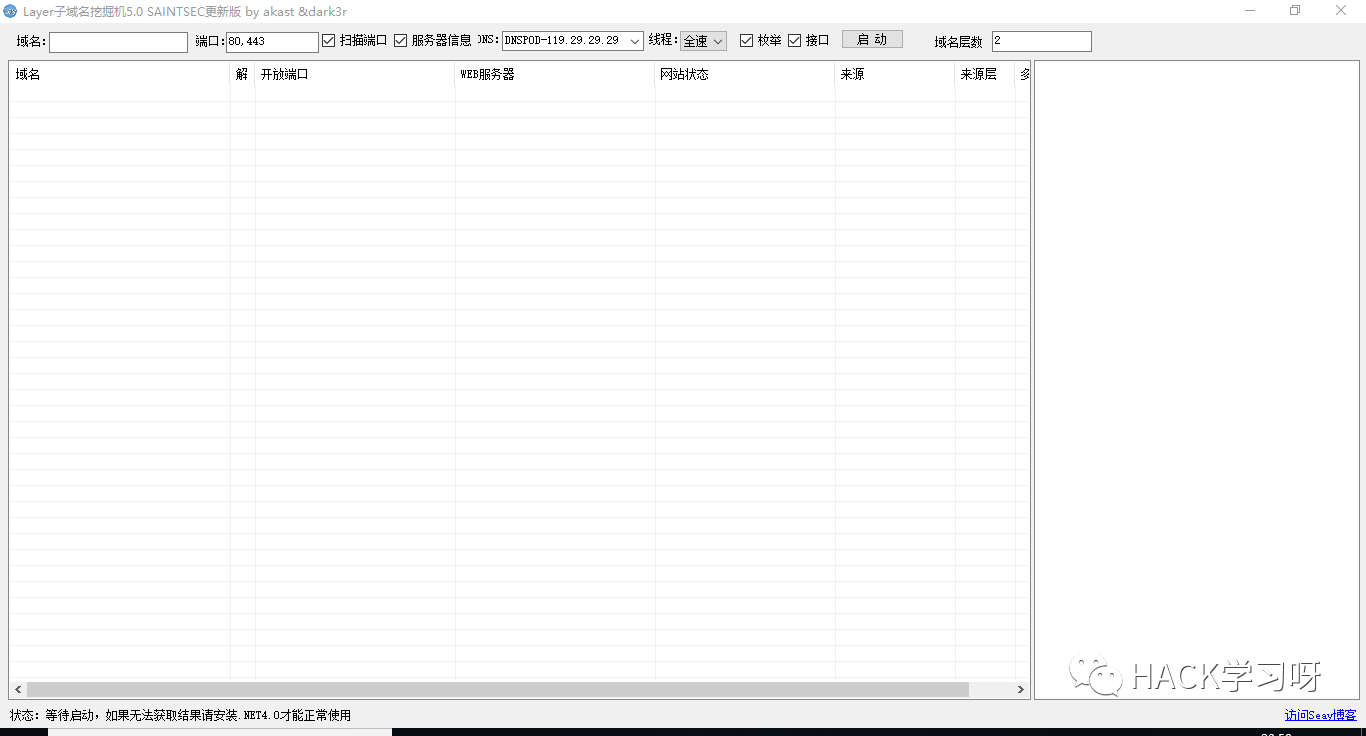 Layer子域名挖掘机5.0 SAINTSEC更新版 by akast &dark3r
域名: 端口: 80,443 扫描端口 服务器信息 DNS: DNSPOD-119.29.29.29 线程: 全速 枚举 接口 启 动 域名层数 2
域名 解 开放端口 WEB服务器 网站状态 来源 来源层 多
HACK学习呀
状态：等待启动，如果无法获取结果请安装.NET4.0才能正常使用 访问Seay博客